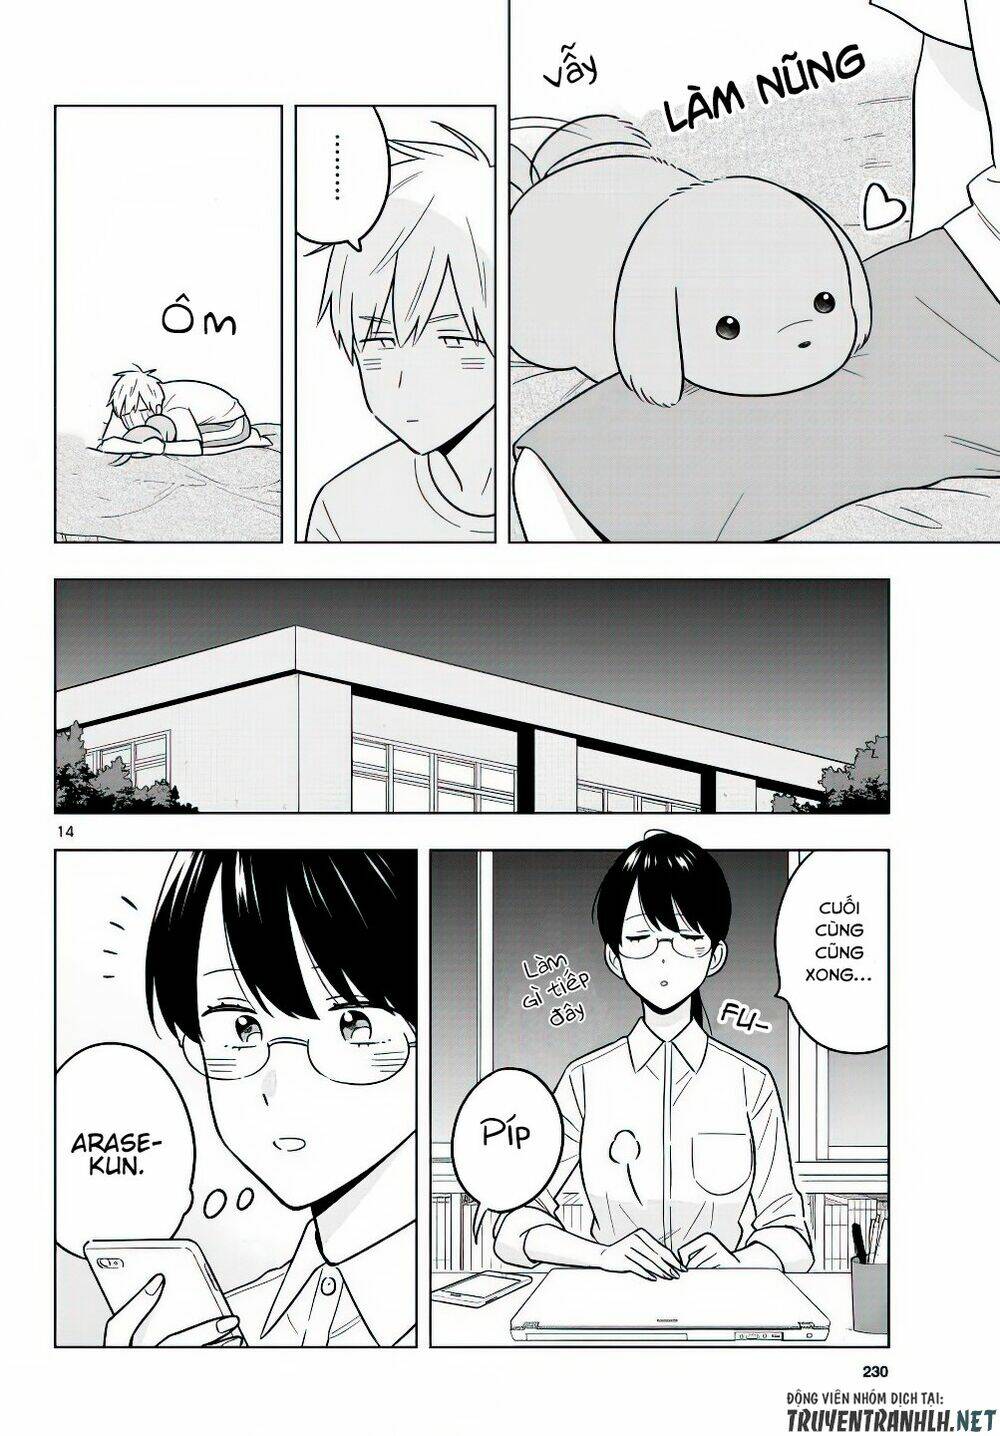 vẫy
LÀM NŨNG
.........
Ôm
14
CUỐI
CÙNG
CŨNG
XONG...
FU-
Làm
gì tiếp
đây
PÍP
ARASE-
KUN.
230
ĐỘNG VIÊN NHÓM DỊCH TẠI:
TRUYENTRANHLH.NET